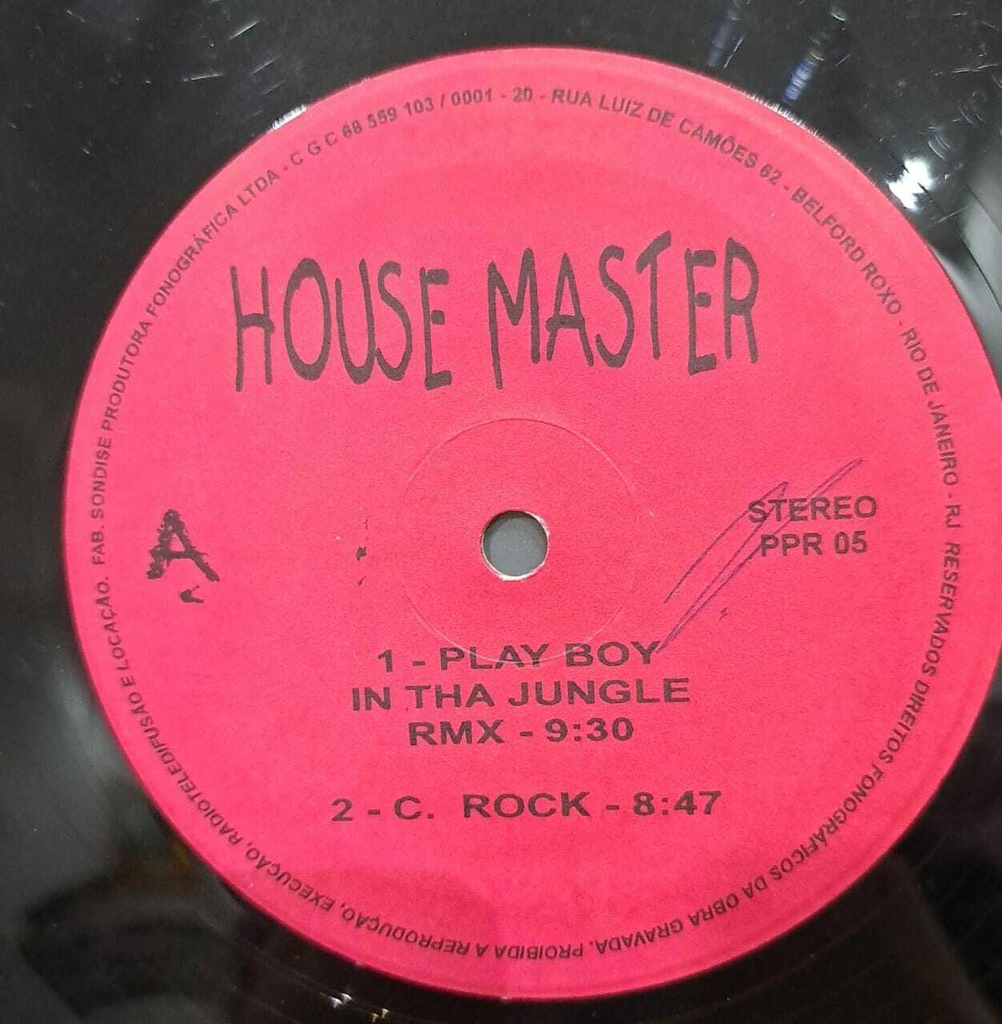 FAB. SONDISE PRODUTORA FONOGRÁFICA LTDA - C G C 68 559 103 / 0001 - 20 - RUA LUIZ DE CAMÕES 62 - BELFORD ROXO - RIO DE JANEIRO - RJ RESERVADOS DIREITOS FONOGRÁFICOS DA OBRA GRAVADA, PROIBIDA A REPRODUÇÃO, EXECUÇÃO, RADIOTELEDIFUSÃO E LOCAÇÃO.
HOUSE MASTER
A
STEREO
PPR 05
1 - PLAY BOY
IN THA JUNGLE
RMX - 9:30
2 - C. ROCK - 8:47